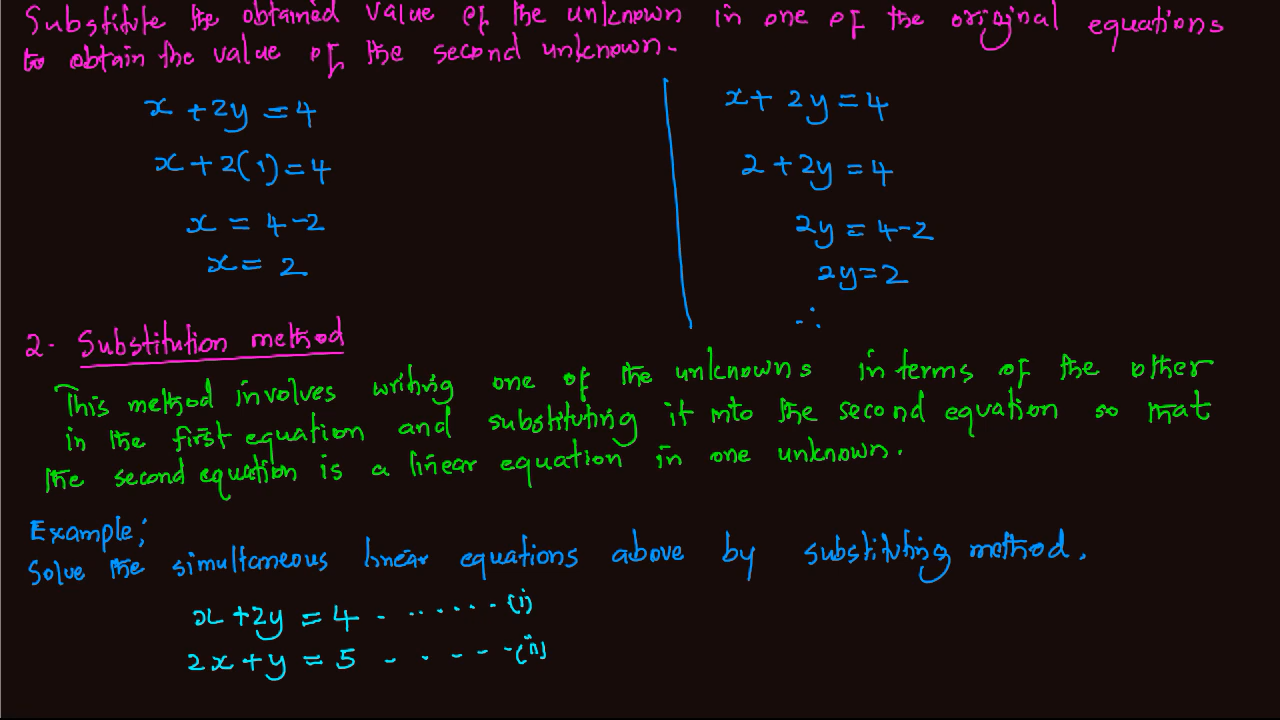 Substitute the obtained value of the unknown in one of the original equations
to obtain the value of the second unknown.
x + 2y = 4
x + 2(1) = 4
x = 4-2
x = 2
x + 2y = 4
2 + 2y = 4
2y = 4-2
2y = 2
∴
2. Substitution method
This method involves writing one of the unknowns in terms of the other
in the first equation and substituting it into the second equation so that
the second equation is a linear equation in one unknown.
Example;
Solve the simultaneous linear equations above by substituting method.
x + 2y = 4 - ...... (i)
2x + y = 5 - - - - - - (ii)